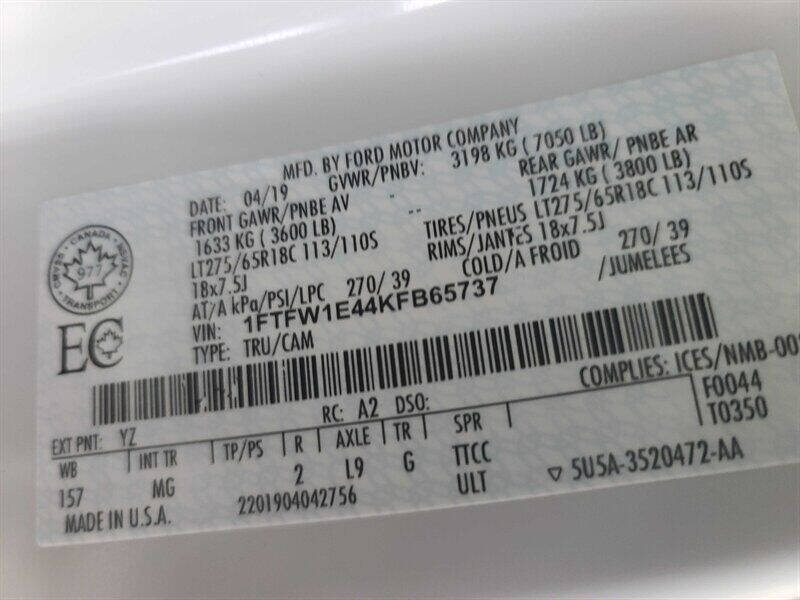 MFD. BY FORD MOTOR COMPANY
DATE: 04/19 GVWR/PNBV: 3198 KG ( 7050 LB)
FRONT GAWR/PNBE AV REAR GAWR/ PNBE AR
1633 KG ( 3600 LB) 1724 KG ( 3800 LB)
LT275/65R18C 113/110S TIRES/PNEUS LT275/65R18C 113/110S
18x7.5J RIMS/JANTES 18x7.5J
AT/A kPa/PSI/LPC 270/ 39 COLD/A FROID 270/ 39
VIN: 1FTFW1E44KFB65737 /JUMELEES
TYPE: TRU/CAM
CANADA
977
TRANSPORT
EC
COMPLIES: ICES/NMB-00
RC: A2 DSO: F0044
T0350
EXT PNT: YZ
WB INT TR TP/PS R AXLE TR SPR
157 MG 2 L9 G TTCC
ULT
2201904042756
▽ 5U5A-3520472-AA
MADE IN U.S.A.